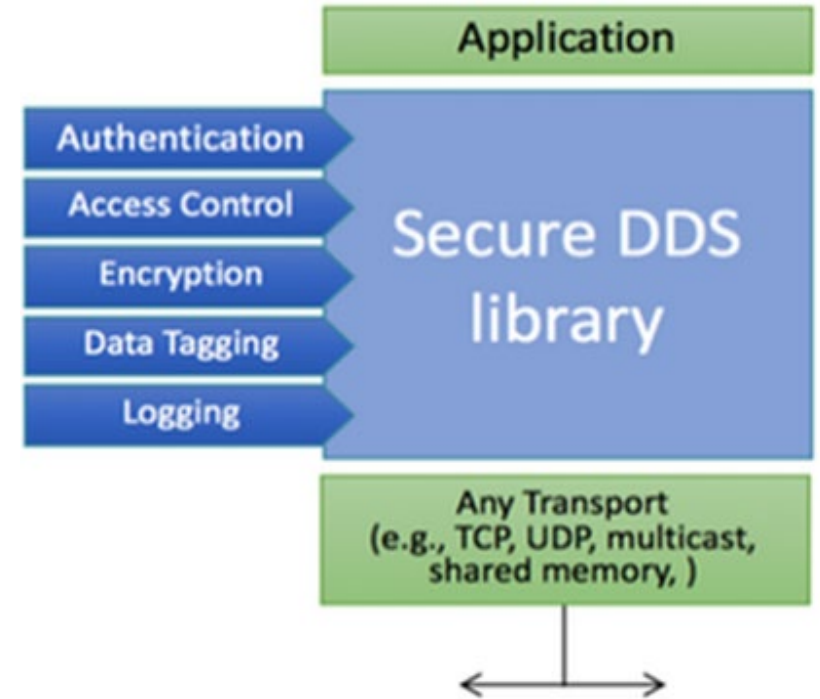 Application
Authentication
Access Control
Encryption
Data Tagging
Logging
Secure DDS
library
Any Transport
(e.g., TCP, UDP, multicast,
shared memory, )